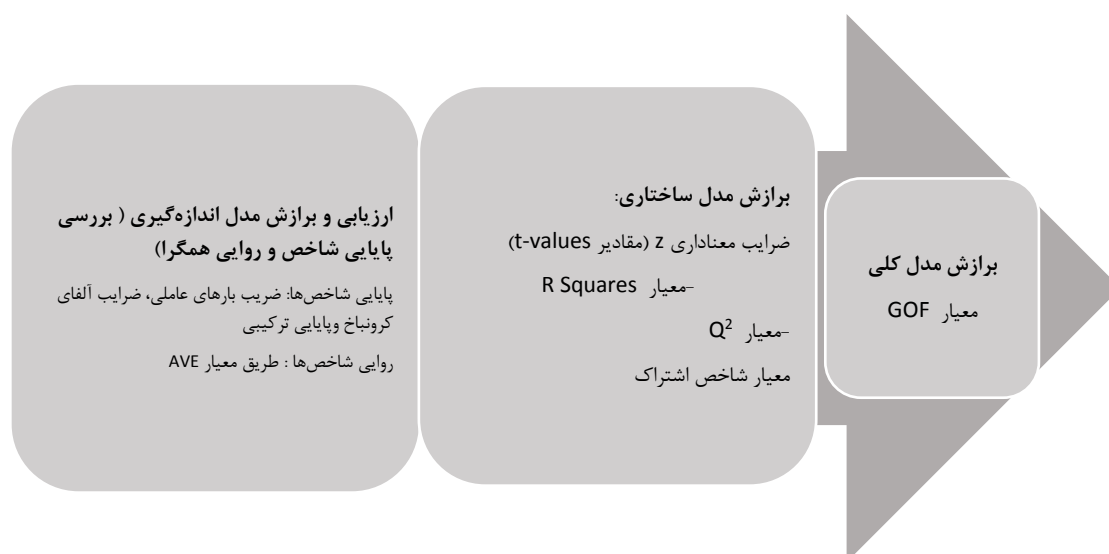 ارزیابی و برازش مدل اندازه‌گیری ( بررسی
پایایی شاخص و روایی همگرا)
پایایی شاخص‌ها: ضریب بارهای عاملی، ضرایب آلفای
کرونباخ وپایایی ترکیبی
روایی شاخص‌ها : طریق معیار AVE
برازش مدل ساختاری:
ضرایب معناداری z (مقادیر t-values)
-معیار R Squares
-معیار Q²
معیار شاخص اشتراک
برازش مدل کلی
معیار GOF